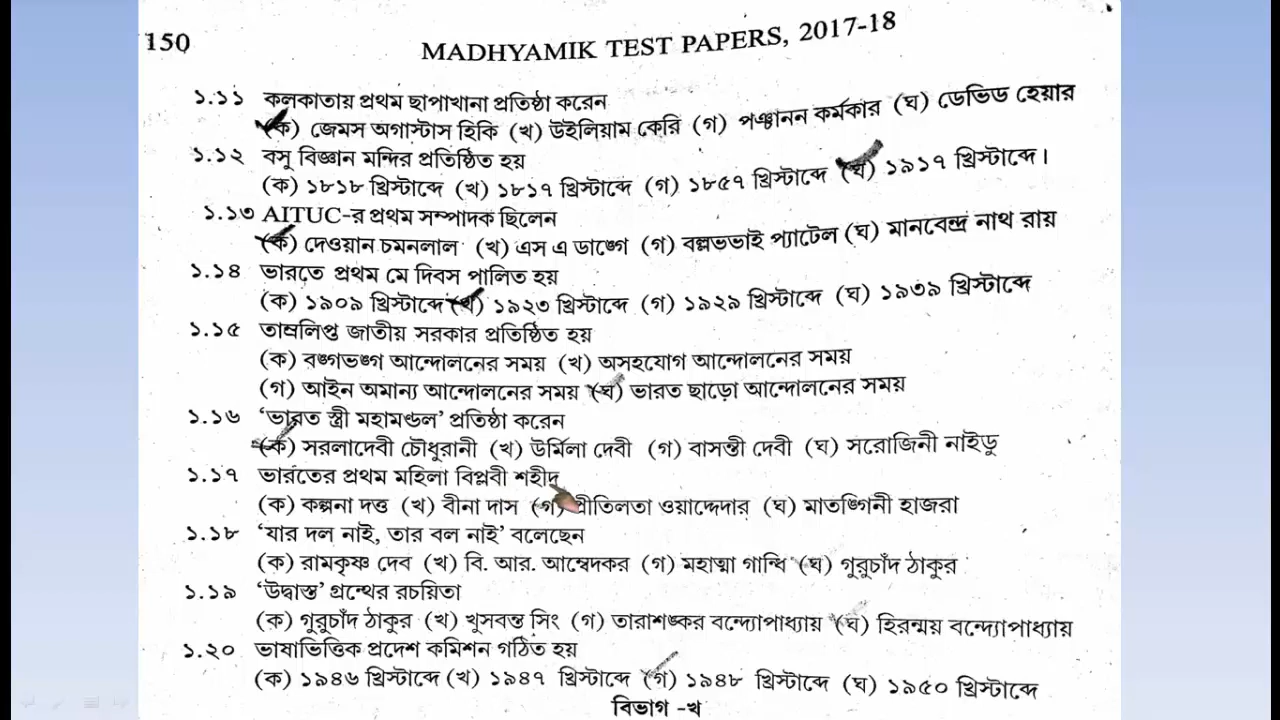 150
MADHYAMIK TEST PAPERS, 2017-18
১.১১ কলকাতায় প্রথম ছাপাখানা প্রতিষ্ঠা করেন
(ক) জেমস অগাস্টাস হিকি (খ) উইলিয়াম কেরি (গ) পঞ্চানন কর্মকার (ঘ) ডেভিড হেয়ার
১.১২ বসু বিজ্ঞান মন্দির প্রতিষ্ঠিত হয়
(ক) ১৮১৮ খ্রিস্টাব্দে (খ) ১৮১৭ খ্রিস্টাব্দে (গ) ১৮৫৭ খ্রিস্টাব্দে (ঘ) ১৯১৭ খ্রিস্টাব্দে।
১.১৩ AITUC-র প্রথম সম্পাদক ছিলেন
(ক) দেওয়ান চমনলাল (খ) এস এ ডাঙ্গে (গ) বল্লভভাই প্যাটেল (ঘ) মানবেন্দ্র নাথ রায়
১.১৪ ভারতে প্রথম মে দিবস পালিত হয়
(ক) ১৯০৯ খ্রিস্টাব্দে (খ) ১৯২৩ খ্রিস্টাব্দে (গ) ১৯২৯ খ্রিস্টাব্দে (ঘ) ১৯৩৯ খ্রিস্টাব্দে
১.১৫ তাম্রলিপ্ত জাতীয় সরকার প্রতিষ্ঠিত হয়
(ক) বঙ্গভঙ্গ আন্দোলনের সময় (খ) অসহযোগ আন্দোলনের সময়
(গ) আইন অমান্য আন্দোলনের সময় (ঘ) ভারত ছাড়ো আন্দোলনের সময়
১.১৬ ‘ভারত স্ত্রী মহামণ্ডল’ প্রতিষ্ঠা করেন
(ক) সরলাদেবী চৌধুরানী (খ) উর্মিলা দেবী (গ) বাসন্তী দেবী (ঘ) সরোজিনী নাইডু
১.১৭ ভারতের প্রথম মহিলা বিপ্লবী শহীদ
(ক) কল্পনা দত্ত (খ) বীনা দাস (গ) প্রীতিলতা ওয়াদ্দেদার (ঘ) মাতঙ্গিনী হাজরা
১.১৮ ‘যার দল নাই, তার বল নাই’ বলেছেন
(ক) রামকৃষ্ণ দেব (খ) বি. আর. আম্বেদকর (গ) মহাত্মা গান্ধি (ঘ) গুরুচাঁদ ঠাকুর
১.১৯ ‘উদ্বাস্তু’ গ্রন্থের রচয়িতা
(ক) গুরুচাঁদ ঠাকুর (খ) খুসবন্ত সিং (গ) তারাশঙ্কর বন্দ্যোপাধ্যায় (ঘ) হিরন্ময় বন্দ্যোপাধ্যায়
১.২০ ভাষাভিত্তিক প্রদেশ কমিশন গঠিত হয়
(ক) ১৯৪৬ খ্রিস্টাব্দে (খ) ১৯৪৭ খ্রিস্টাব্দে (গ) ১৯৪৮ খ্রিস্টাব্দে (ঘ) ১৯৫০ খ্রিস্টাব্দে
বিভাগ -খ